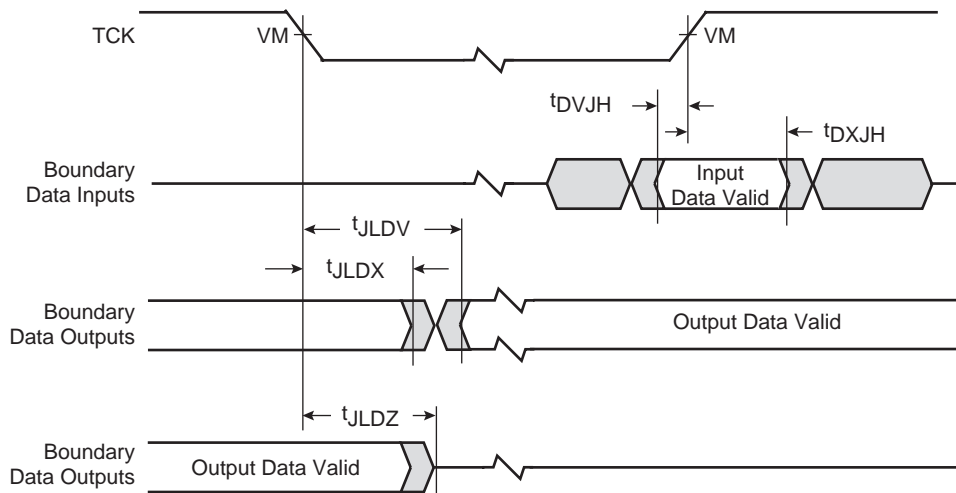 TCK
VM
VM
tDVJH
tDXJH
Boundary
Data Inputs
Input
Data Valid
tJLDV
tJLDX
Boundary
Data Outputs
Output Data Valid
tJLDZ
Boundary
Data Outputs
Output Data Valid